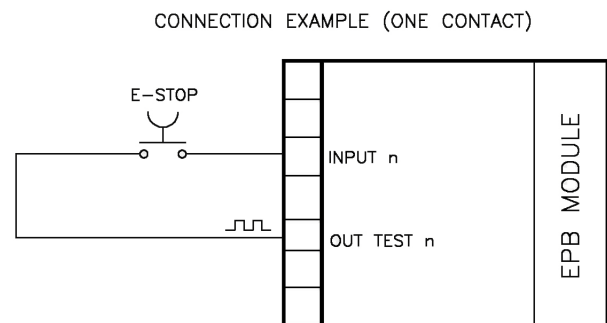 CONNECTION EXAMPLE (ONE CONTACT)
E-STOP
INPUT n
OUT TEST n
EPB MODULE